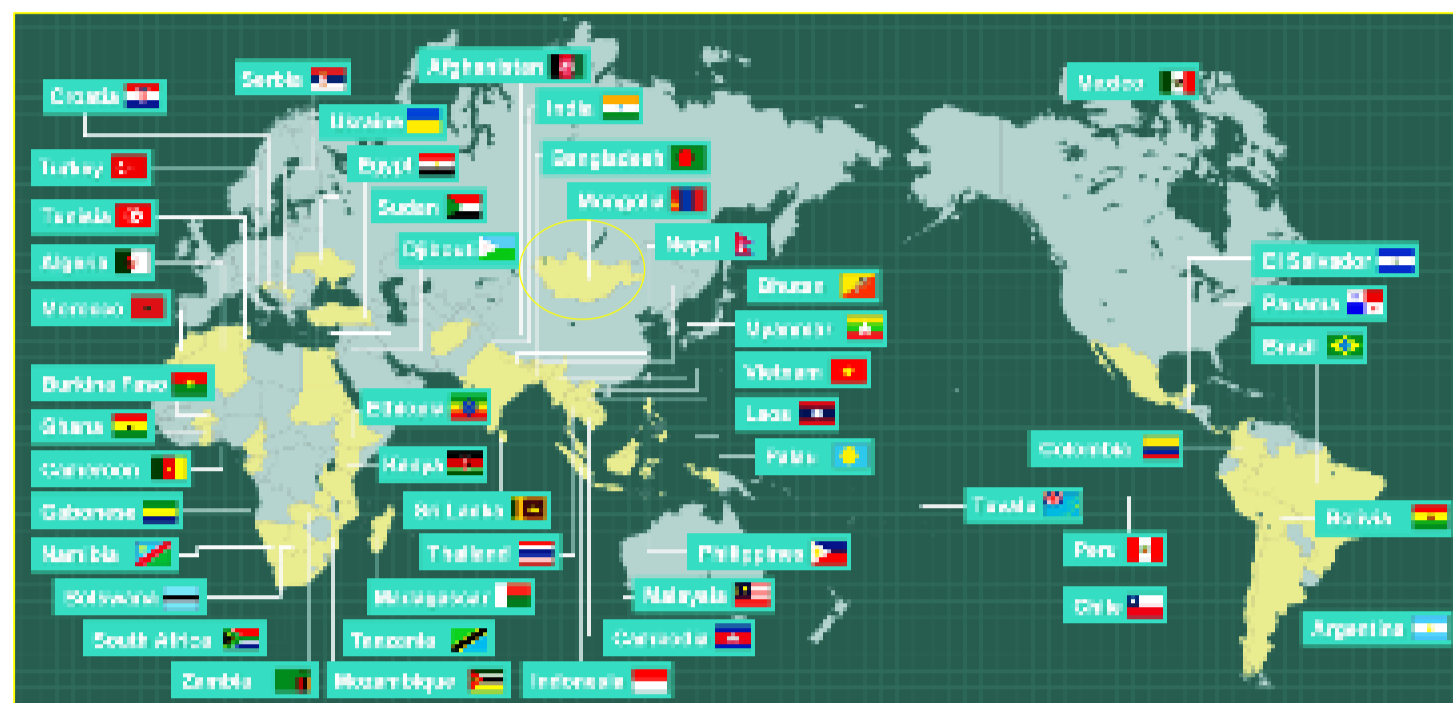 Serbia
Afghanistan
Mexico
Croatia
India
Ukraine
Turkey
Egypt
Bangladesh
Mongolia
Tunisia
Sudan
Djibouti
Nepal
Algeria
El Salvador
Morocco
Bhutan
Panama
Myanmar
Brazil
Burkina Faso
Vietnam
Ethiopia
Laos
Ghana
Colombia
Cameroon
Kenya
Palau
Gabonese
Sri Lanka
Tuvalu
Bolivia
Namibia
Thailand
Philippines
Peru
Botswana
Madagascar
Malaysia
Chile
South Africa
Tanzania
Cambodia
Argentina
Zambia
Mozambique
Indonesia